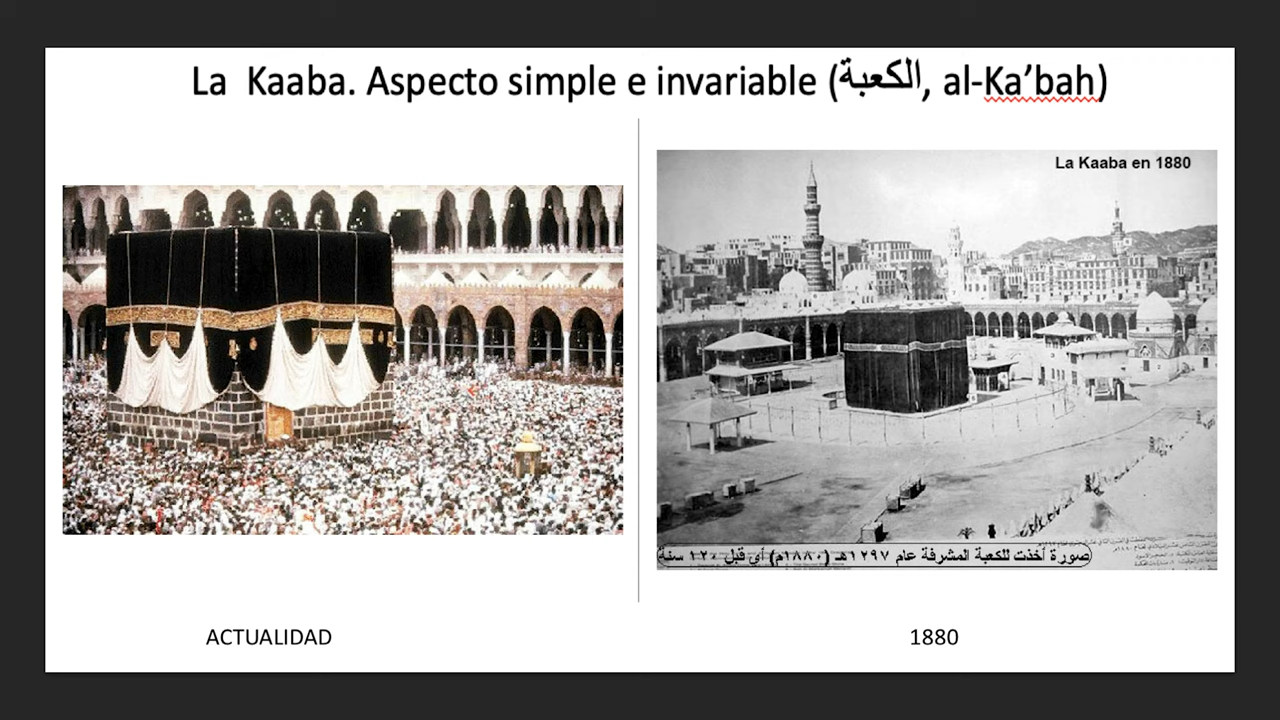 La  Kaaba. Aspecto simple e invariable (الكعبة, al-Ka’bah)
La Kaaba en 1880
صورة أخذت للكعبة المشرفة عام ١٢٩٧هـ (١٨٨٠م) أي قبل ١٢٠ سنة
ACTUALIDAD
1880